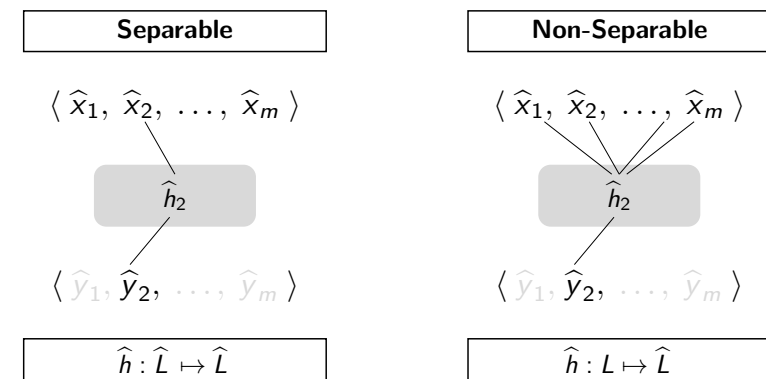 Separable
⟨ x̂₁, x̂₂, ..., x̂ₘ ⟩
ĥ₂
⟨ ŷ₁, ŷ₂, ..., ŷₘ ⟩
ĥ : L̂ ↦ L̂
Non-Separable
⟨ x̂₁, x̂₂, ..., x̂ₘ ⟩
ĥ₂
⟨ ŷ₁, ŷ₂, ..., ŷₘ ⟩
ĥ : L ↦ L̂